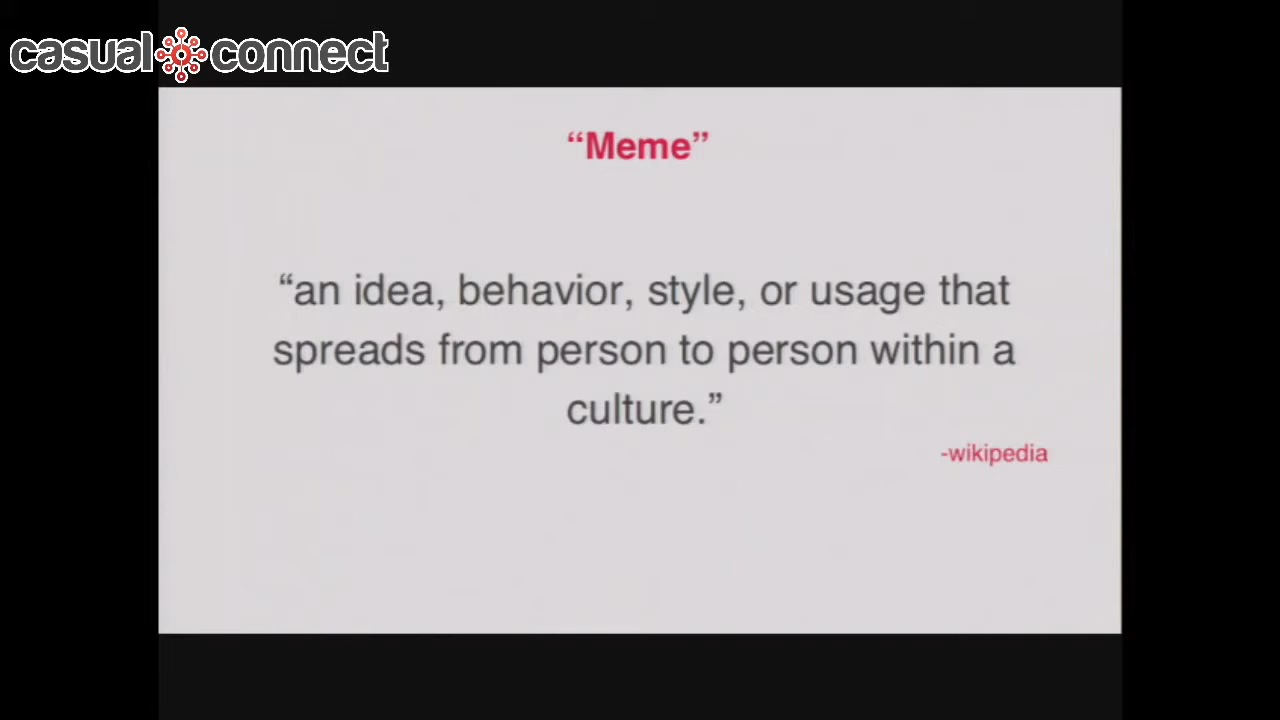 casual connect
“Meme”
“an idea, behavior, style, or usage that
spreads from person to person within a
culture.”
-wikipedia